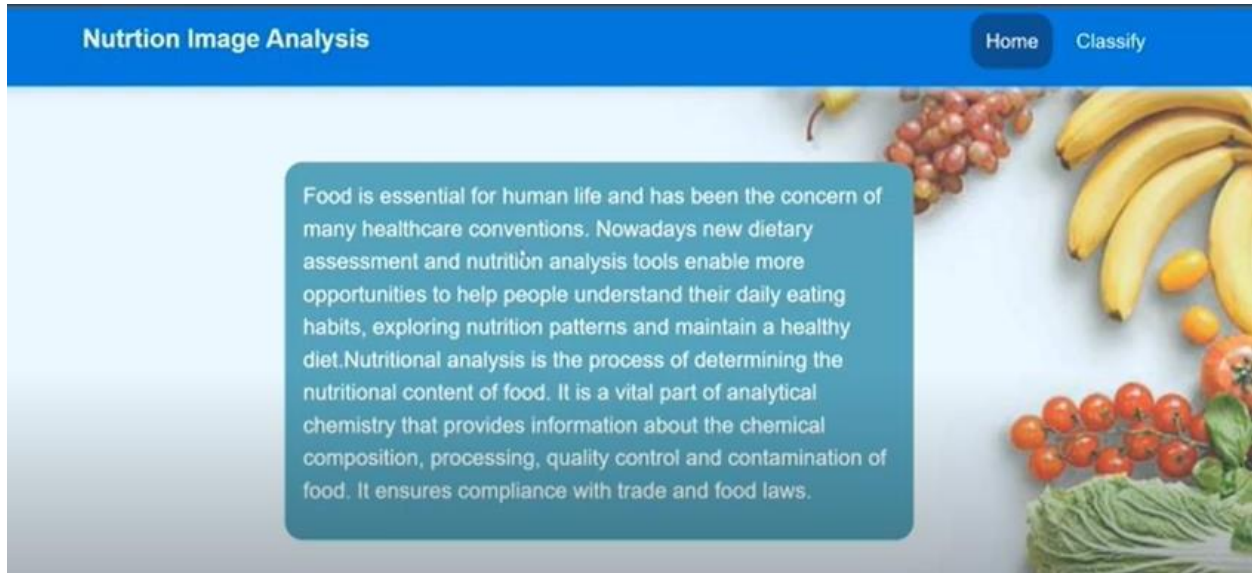 Nutrtion Image Analysis
Home Classify
Food is essential for human life and has been the concern of
many healthcare conventions. Nowadays new dietary
assessment and nutrition analysis tools enable more
opportunities to help people understand their daily eating
habits, exploring nutrition patterns and maintain a healthy
diet.Nutritional analysis is the process of determining the
nutritional content of food. It is a vital part of analytical
chemistry that provides information about the chemical
composition, processing, quality control and contamination of
food. It ensures compliance with trade and food laws.